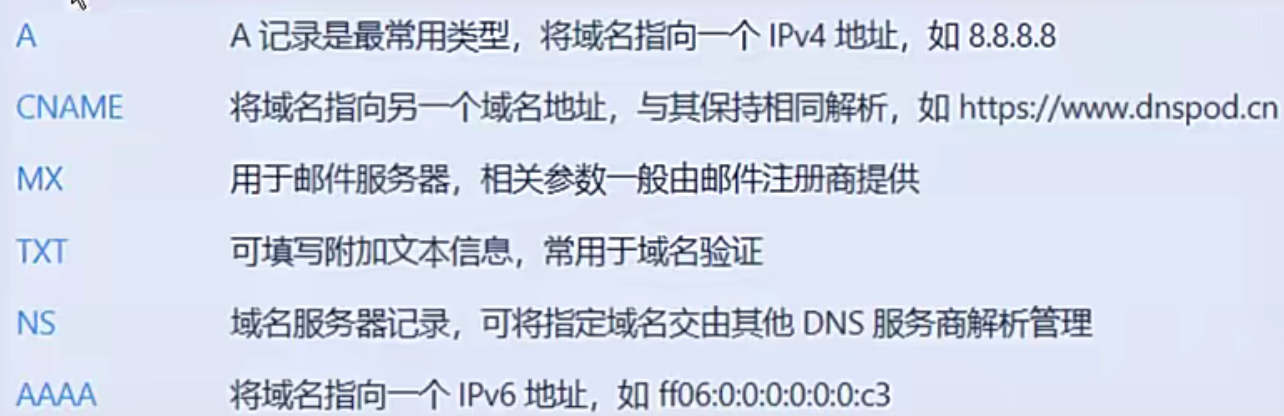 A A 记录是最常用类型，将域名指向一个 IPv4 地址，如 8.8.8.8
CNAME 将域名指向另一个域名地址，与其保持相同解析，如 https://www.dnspod.cn
MX 用于邮件服务器，相关参数一般由邮件注册商提供
TXT 可填写附加文本信息，常用于域名验证
NS 域名服务器记录，可将指定域名交由其他 DNS 服务商解析管理
AAAA 将域名指向一个 IPv6 地址，如 ff06:0:0:0:0:0:0:c3